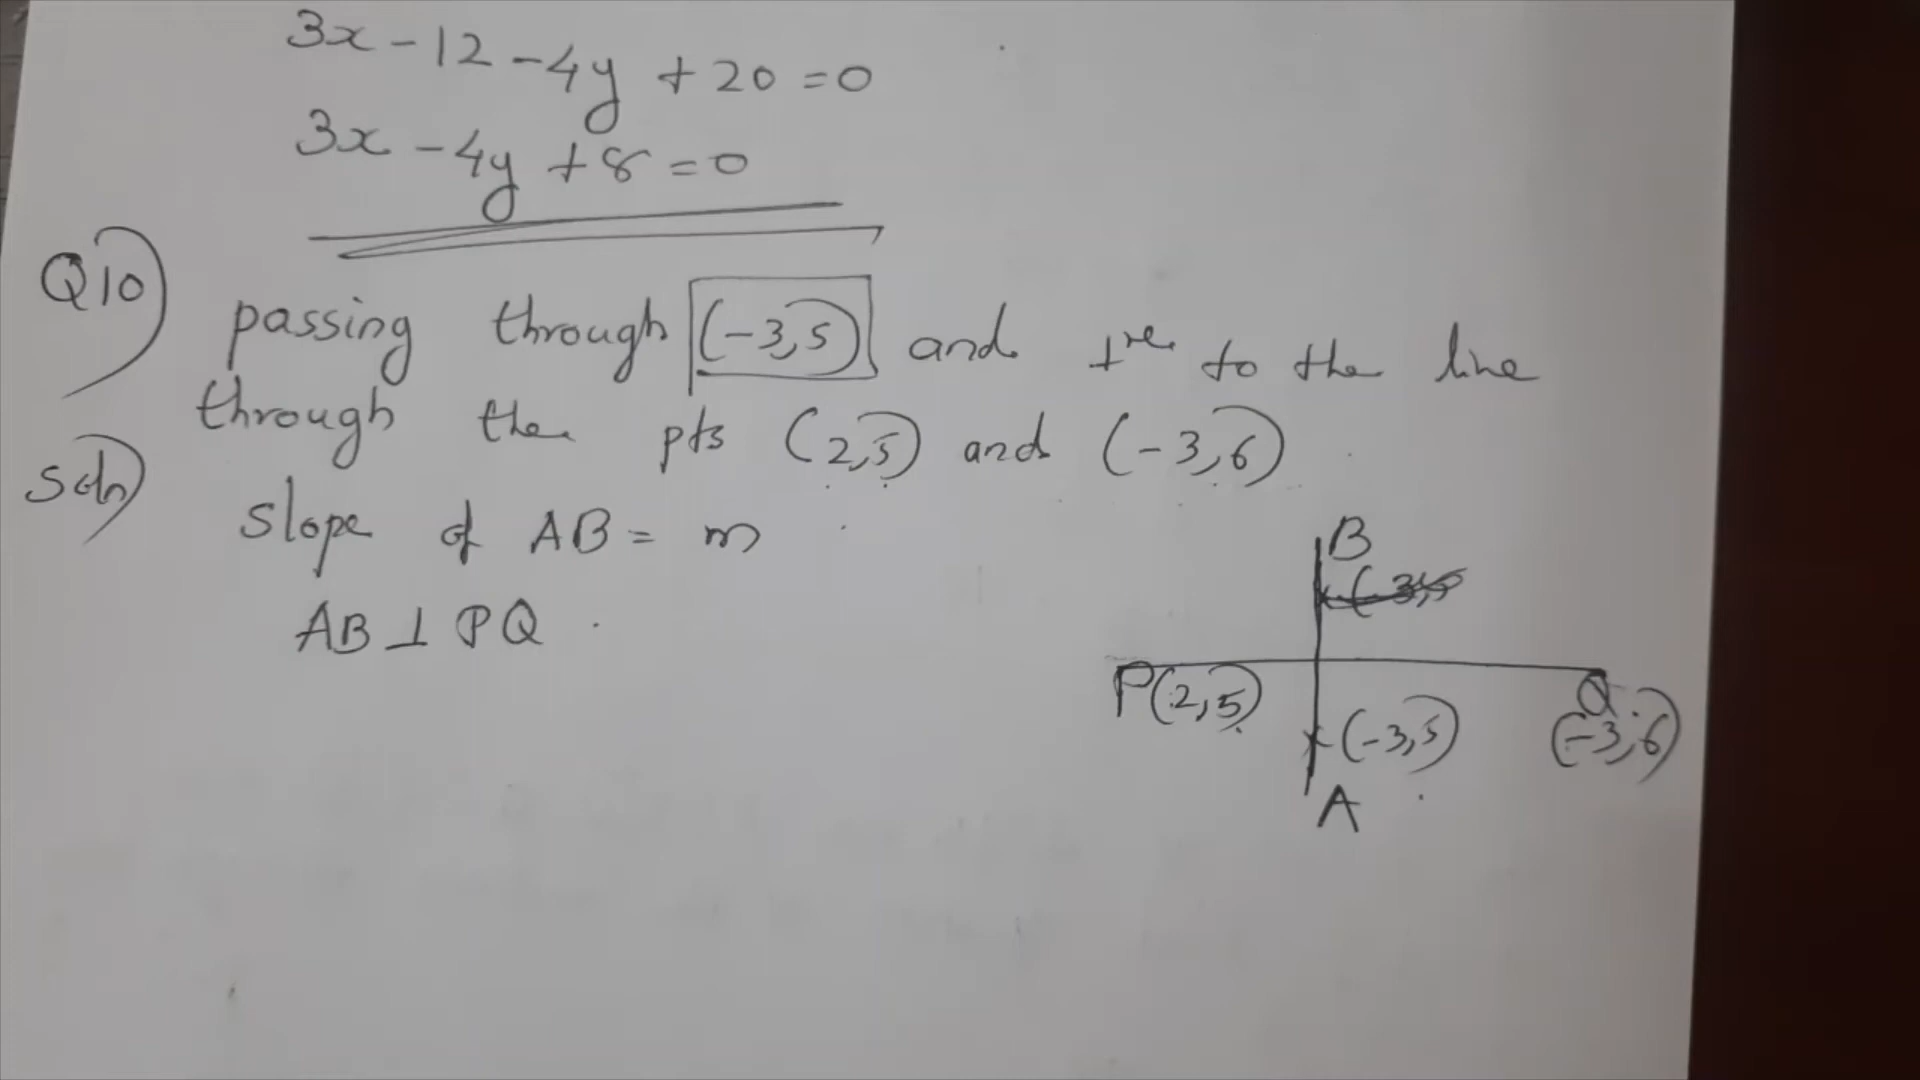 3x - 12 - 4y + 20 = 0
3x - 4y + 8 = 0
Q10) passing through (-3,5) and ⊥re to the line
through the pts (2,5) and (-3,6)
Soln) Slope of AB = m
AB ⊥ PQ
B
P(2,5)
Q
(-3,6)
(-3,5)
A